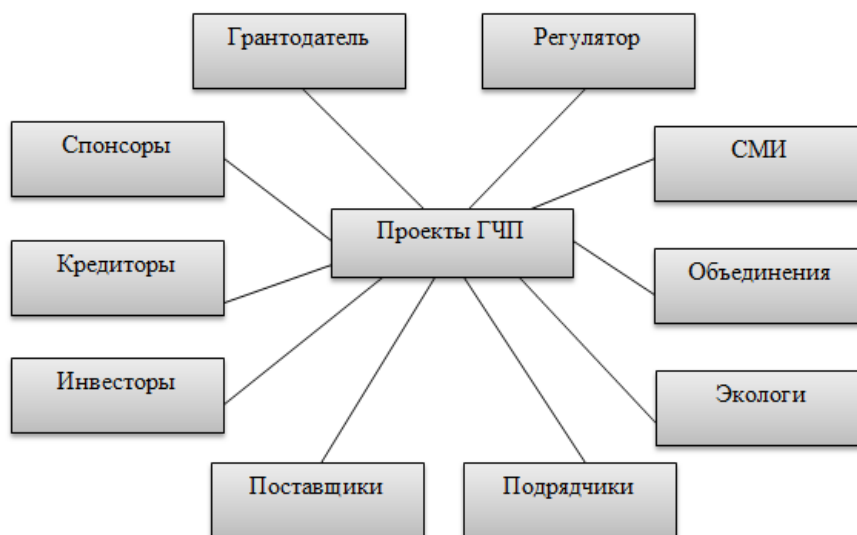 Грантодатель
Регулятор
Спонсоры
СМИ
Проекты ГЧП
Кредиторы
Объединения
Инвесторы
Экологи
Поставщики
Подрядчики